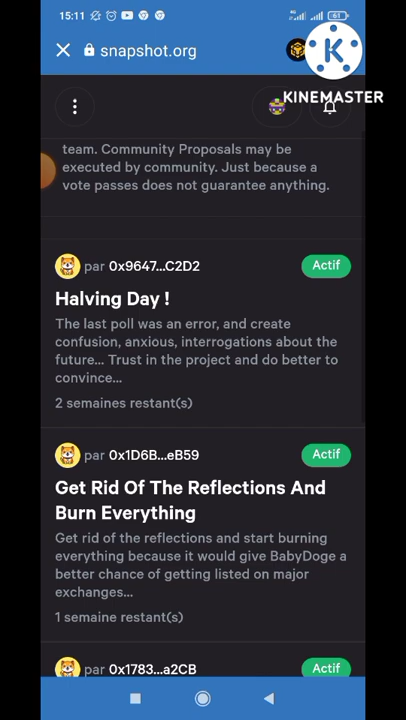 15:11
4G
61
snapshot.org
K
KINEMASTER
team. Community Proposals may be
executed by community. Just because a
vote passes does not guarantee anything.
par 0x9647...C2D2
Actif
Halving Day !
The last poll was an error, and create
confusion, anxious, interrogations about the
future... Trust in the project and do better to
convince...
2 semaines restant(s)
par 0x1D6B...eB59
Actif
Get Rid Of The Reflections And
Burn Everything
Get rid of the reflections and start burning
everything because it would give BabyDoge a
better chance of getting listed on major
exchanges...
1 semaine restant(s)
par 0x1783...a2CB
Actif